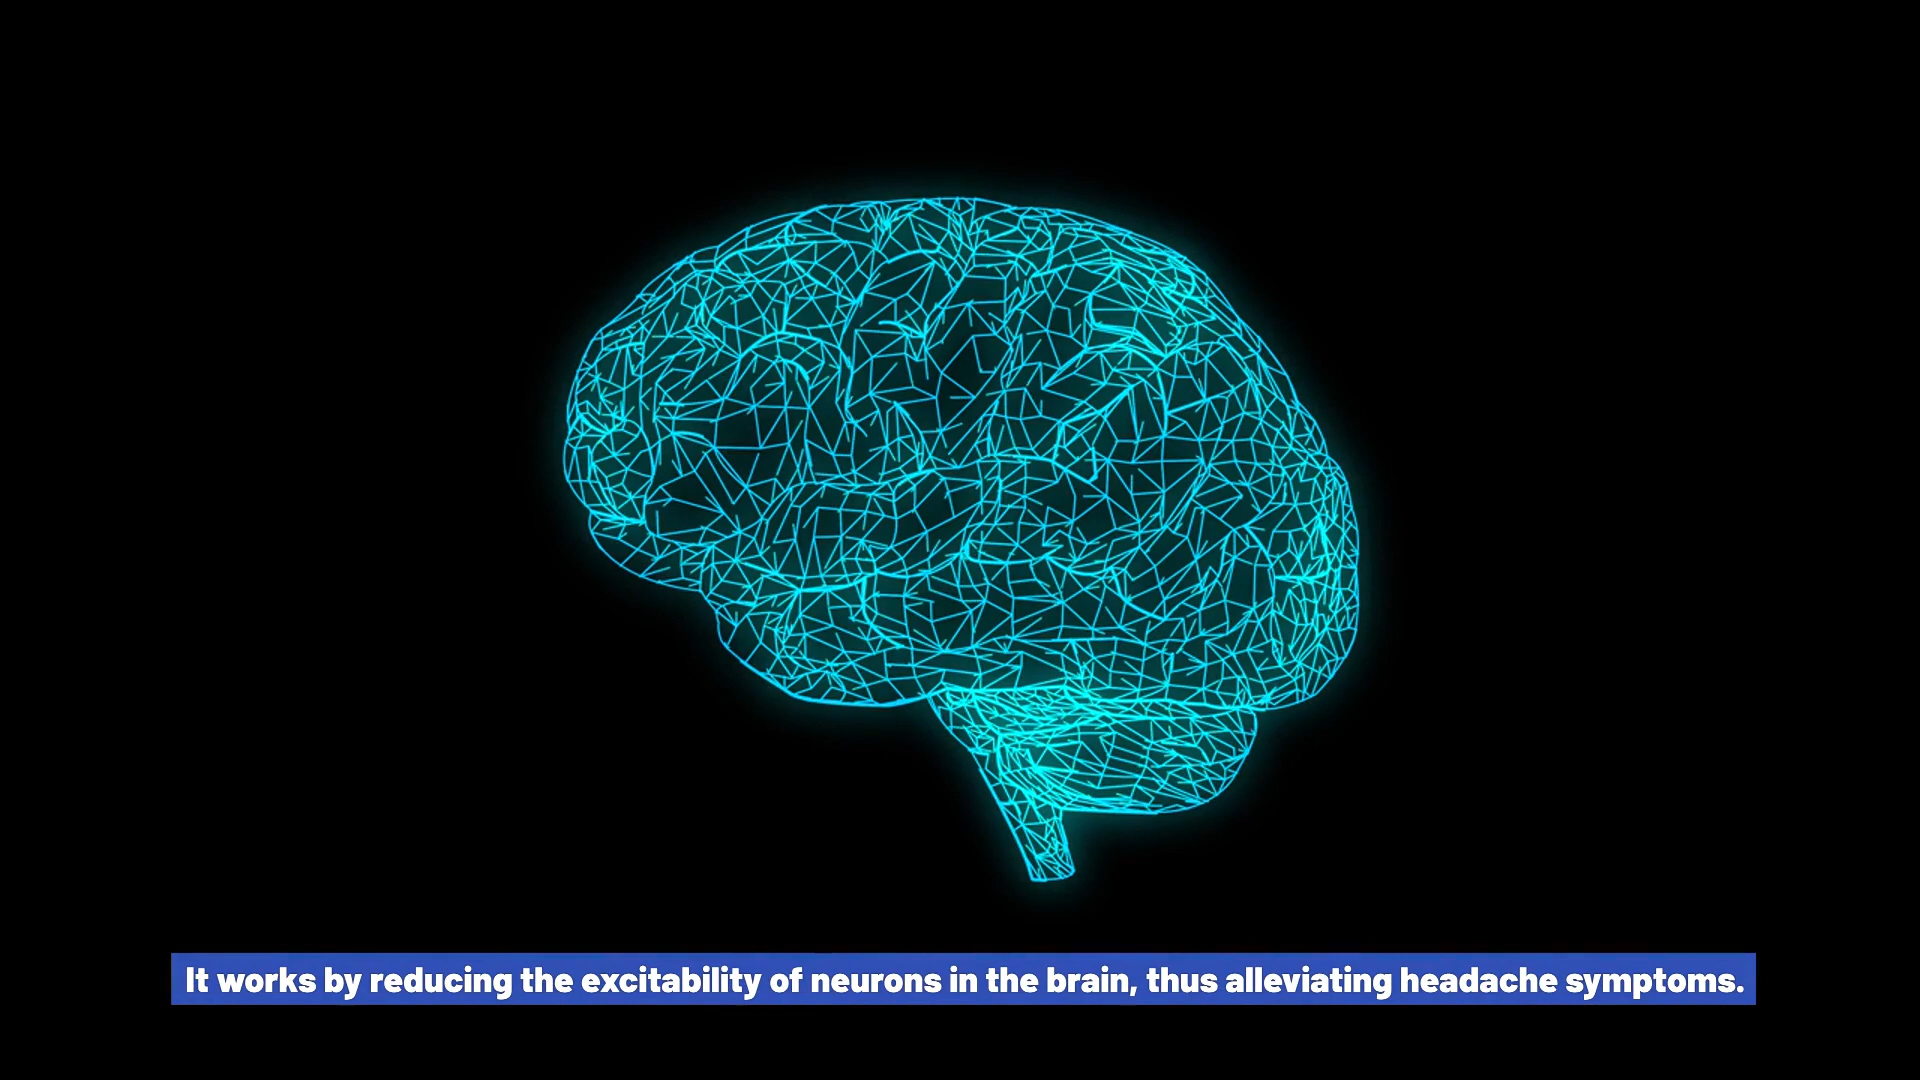 It works by reducing the excitability of neurons in the brain, thus alleviating headache symptoms.